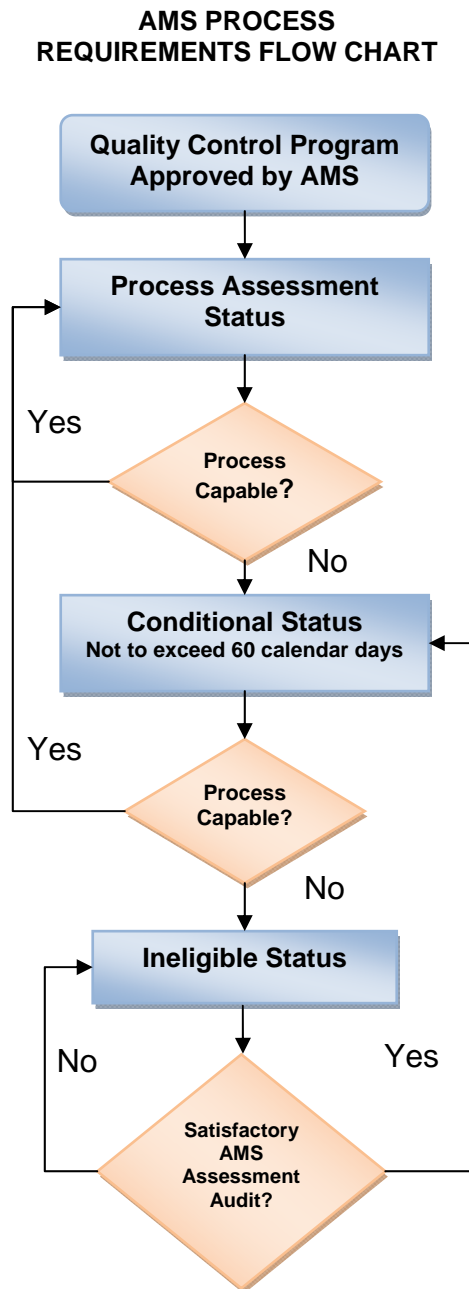 AMS PROCESS
REQUIREMENTS FLOW CHART
Quality Control Program
Approved by AMS
Process Assessment
Status
Yes
Process
Capable?
No
Conditional Status
Not to exceed 60 calendar days
Yes
Process
Capable?
No
Ineligible Status
No
Yes
Satisfactory
AMS
Assessment
Audit?